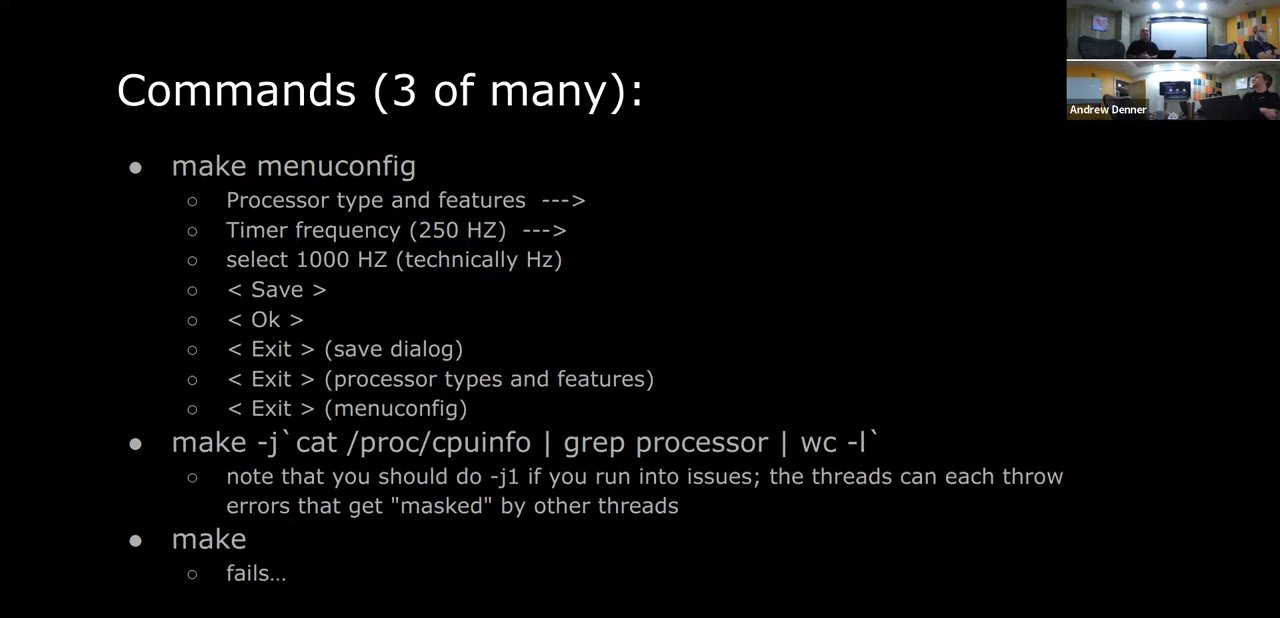 Commands (3 of many):
● make menuconfig
○ Processor type and features --->
○ Timer frequency (250 HZ) --->
○ select 1000 HZ (technically Hz)
○ < Save >
○ < Ok >
○ < Exit > (save dialog)
○ < Exit > (processor types and features)
○ < Exit > (menuconfig)
● make -j`cat /proc/cpuinfo | grep processor | wc -l`
○ note that you should do -j1 if you run into issues; the threads can each throw
errors that get "masked" by other threads
● make
○ fails…
Andrew Denner